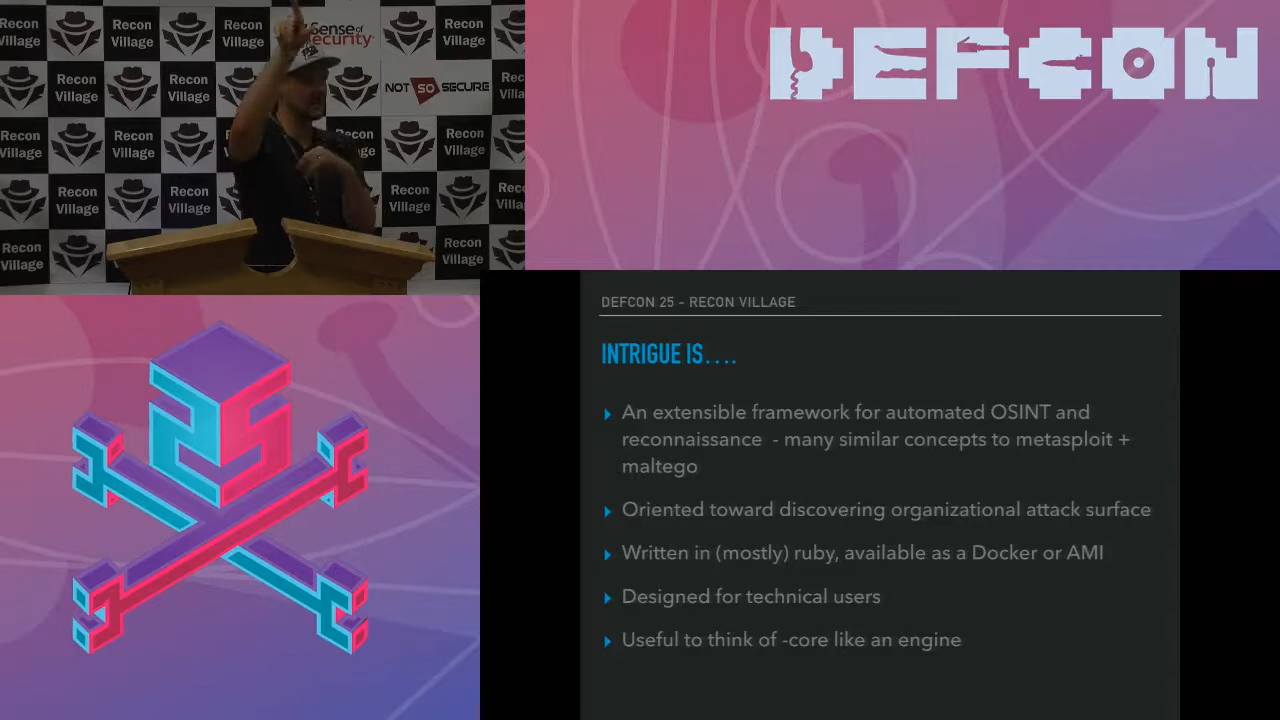 Recon
Village
Recon
Village
Recon
Village
Sense of
Security
Recon
Village
Recon
Village
Recon
Village
NOT SO SECURE
Recon
Village
Recon
Village
Recon
Village
Recon
Village
Recon
Village
Recon
Village
Recon
Village
Recon
Village
DEFCON
25
DEFCON 25 - RECON VILLAGE
INTRIGUE IS....
An extensible framework for automated OSINT and
reconnaissance - many similar concepts to metasploit +
maltego
Oriented toward discovering organizational attack surface
Written in (mostly) ruby, available as a Docker or AMI
Designed for technical users
Useful to think of -core like an engine